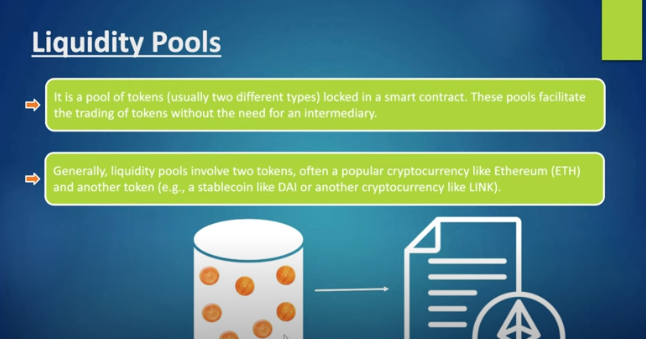 Liquidity Pools
It is a pool of tokens (usually two different types) locked in a smart contract. These pools facilitate
the trading of tokens without the need for an intermediary.
Generally, liquidity pools involve two tokens, often a popular cryptocurrency like Ethereum (ETH)
and another token (e.g., a stablecoin like DAI or another cryptocurrency like LINK).